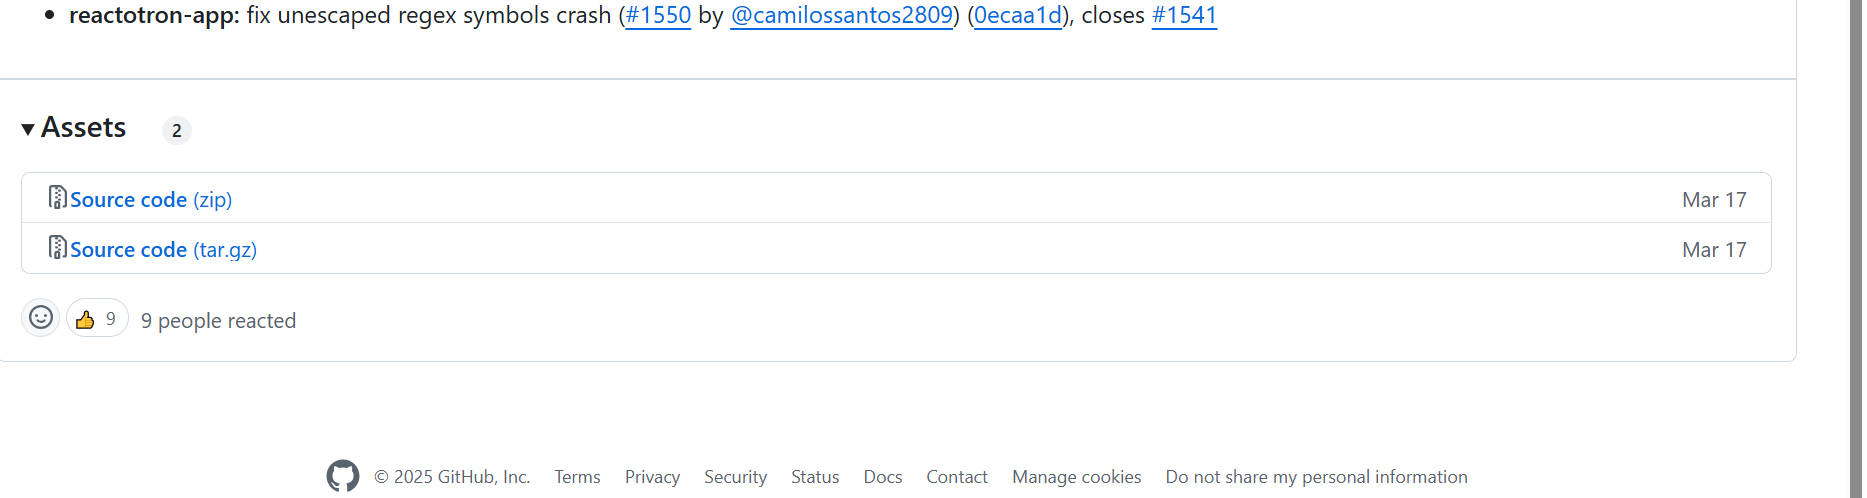 • reactotron-app: fix unescaped regex symbols crash (#1550 by @camilossantos2809) (0ecaa1d), closes #1541
Assets 2
Source code (zip) Mar 17
Source code (tar.gz) Mar 17
👍 9 9 people reacted
© 2025 GitHub, Inc. Terms Privacy Security Status Docs Contact Manage cookies Do not share my personal information